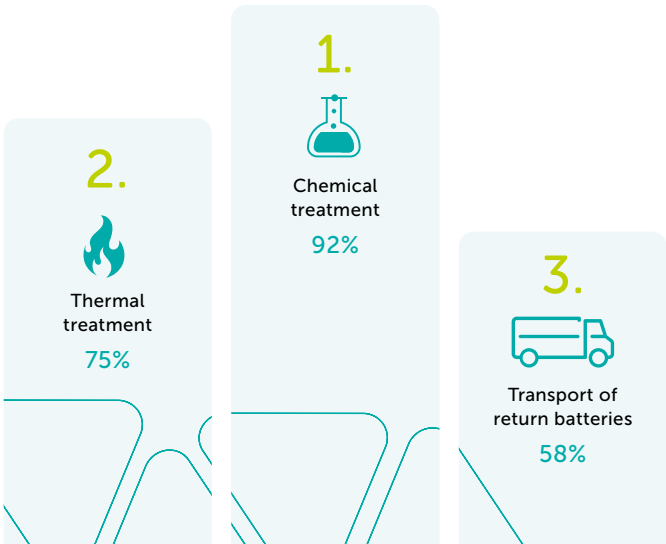 1.
Chemical
treatment
92%
2.
Thermal
treatment
75%
3.
Transport of
return batteries
58%